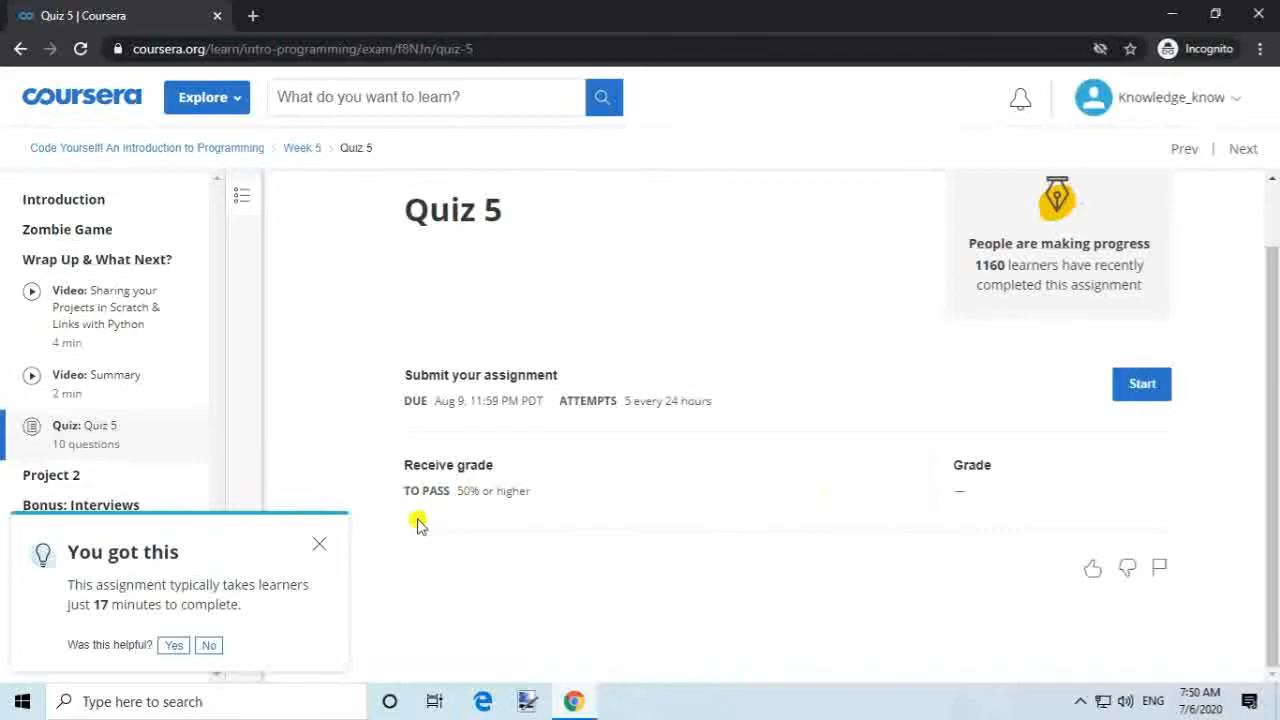 Quiz 5 | Coursera
coursera.org/learn/intro-programming/exam/f8NJn/quiz-5
Incognito
coursera
Explore
What do you want to learn?
Knowledge_know
Code Yourself! An Introduction to Programming > Week 5 > Quiz 5
Prev | Next
Introduction
Zombie Game
Wrap Up & What Next?
Video: Sharing your
Projects in Scratch &
Links with Python
4 min
Video: Summary
2 min
Quiz: Quiz 5
10 questions
Project 2
Bonus: Interviews
Quiz 5
People are making progress
1160 learners have recently
completed this assignment
Submit your assignment
DUE Aug 9, 11:59 PM PDT ATTEMPTS 5 every 24 hours
Start
Receive grade
TO PASS 50% or higher
Grade
—
You got this
This assignment typically takes learners
just 17 minutes to complete.
Was this helpful? Yes No
Type here to search
ENG
7:50 AM
7/6/2020